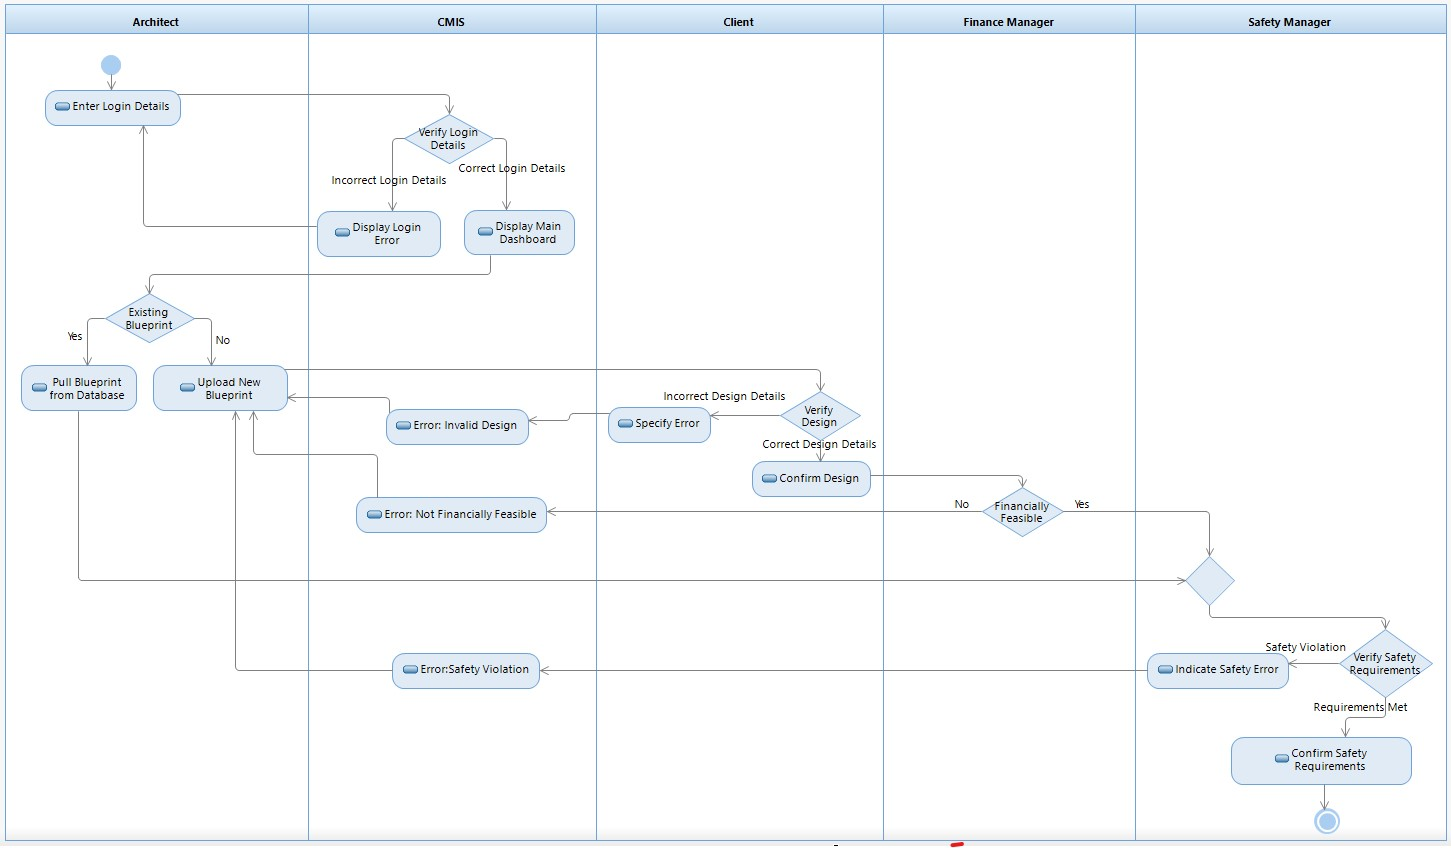 Architect
CMIS
Client
Finance Manager
Safety Manager
Enter Login Details
Verify Login
Details
Correct Login Details
Incorrect Login Details
Display Login
Error
Display Main
Dashboard
Existing
Blueprint
Yes
No
Pull Blueprint
from Database
Upload New
Blueprint
Incorrect Design Details
Verify
Design
Specify Error
Error: Invalid Design
Correct Design Details
Confirm Design
No
Financially
Feasible
Yes
Error: Not Financially Feasible
Safety Violation
Verify Safety
Requirements
Indicate Safety Error
Error:Safety Violation
Requirements Met
Confirm Safety
Requirements